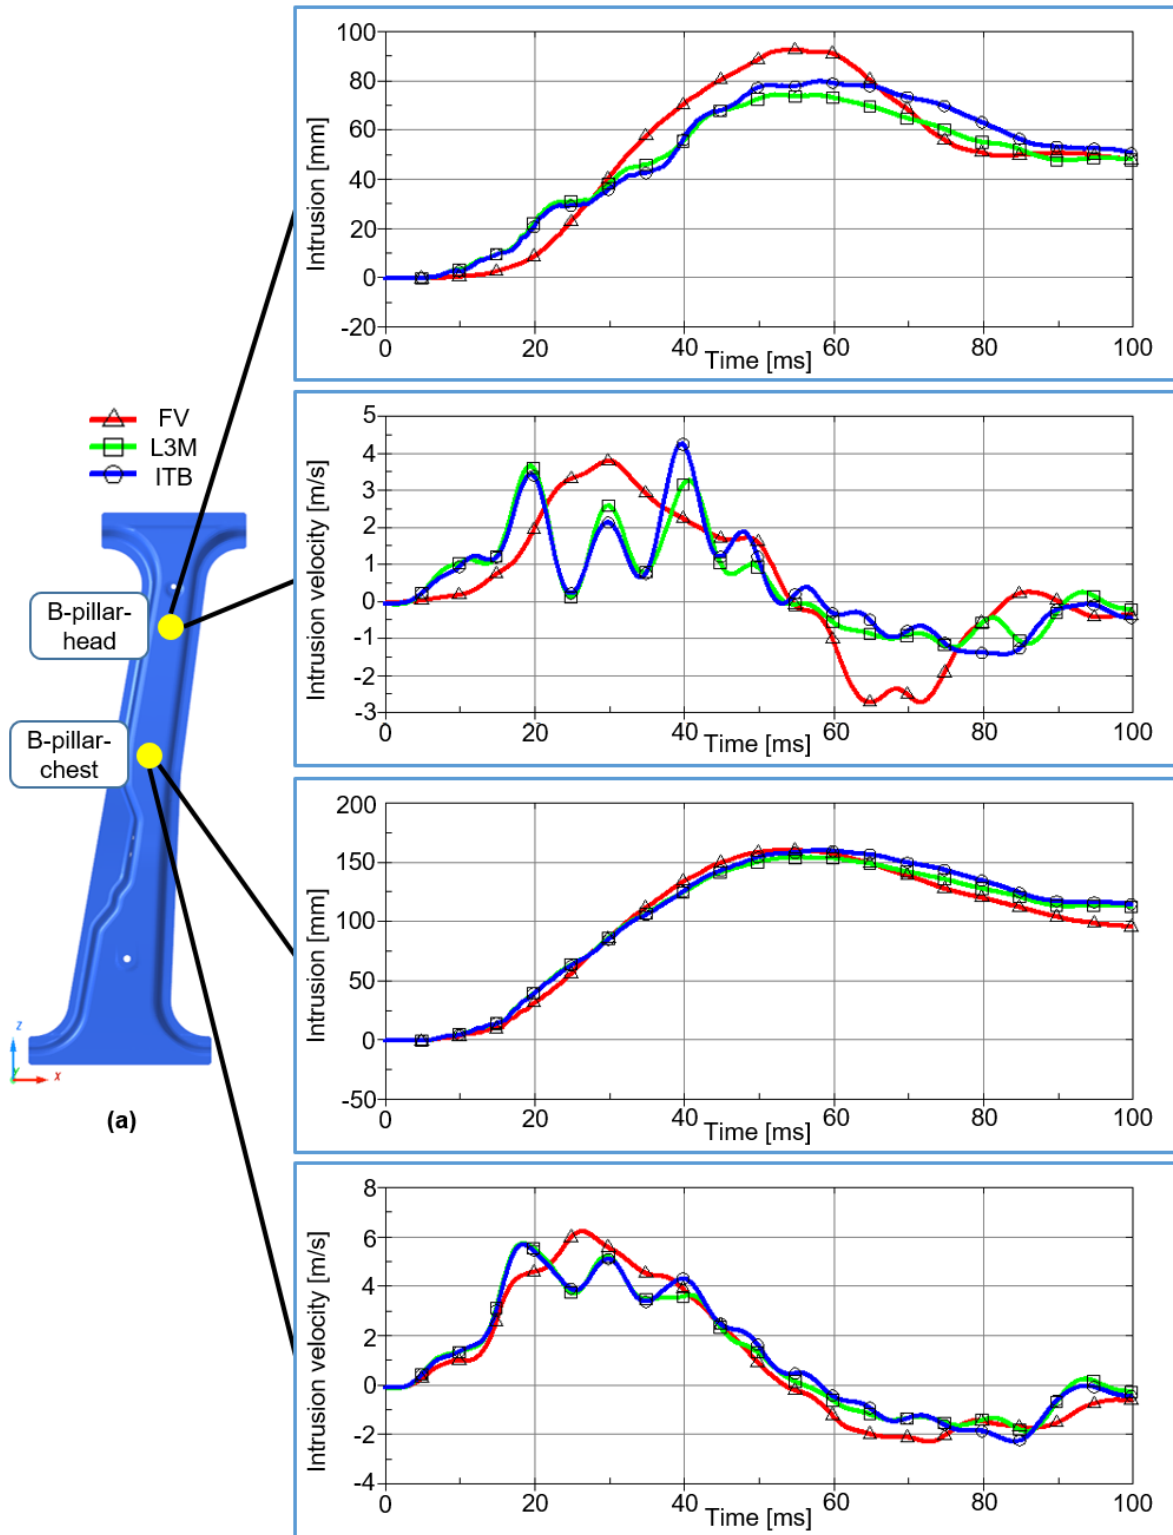 100
80
60
40
20
0
-20
Intrusion [mm]
0
20
40
60
80
100
Time [ms]
FV
L3M
ITB
5
4
3
2
1
0
-1
-2
-3
Intrusion velocity [m/s]
0
20
40
60
80
100
Time [ms]
B-pillar-
head
B-pillar-
chest
200
150
100
50
0
-50
Intrusion [mm]
0
20
40
60
80
100
Time [ms]
z
y
x
(a)
8
6
4
2
0
-2
-4
Intrusion velocity [m/s]
0
20
40
60
80
100
Time [ms]